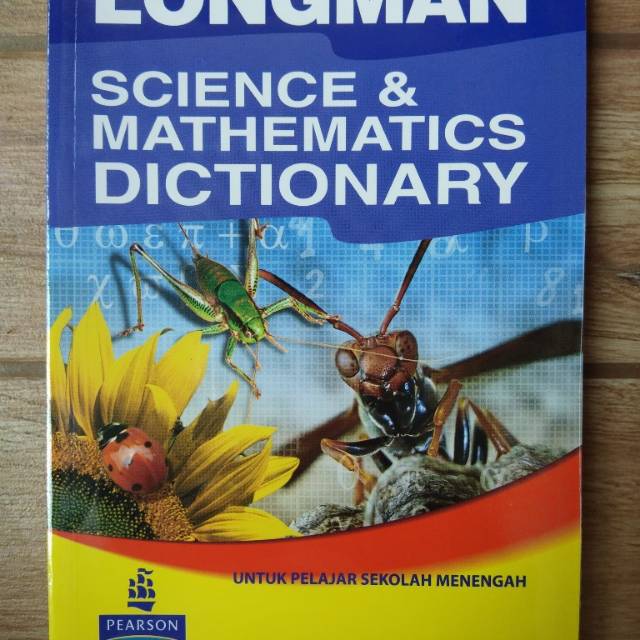 LONGMAN
SCIENCE &
MATHEMATICS
DICTIONARY
UNTUK PELAJAR SEKOLAH MENENGAH
PEARSON